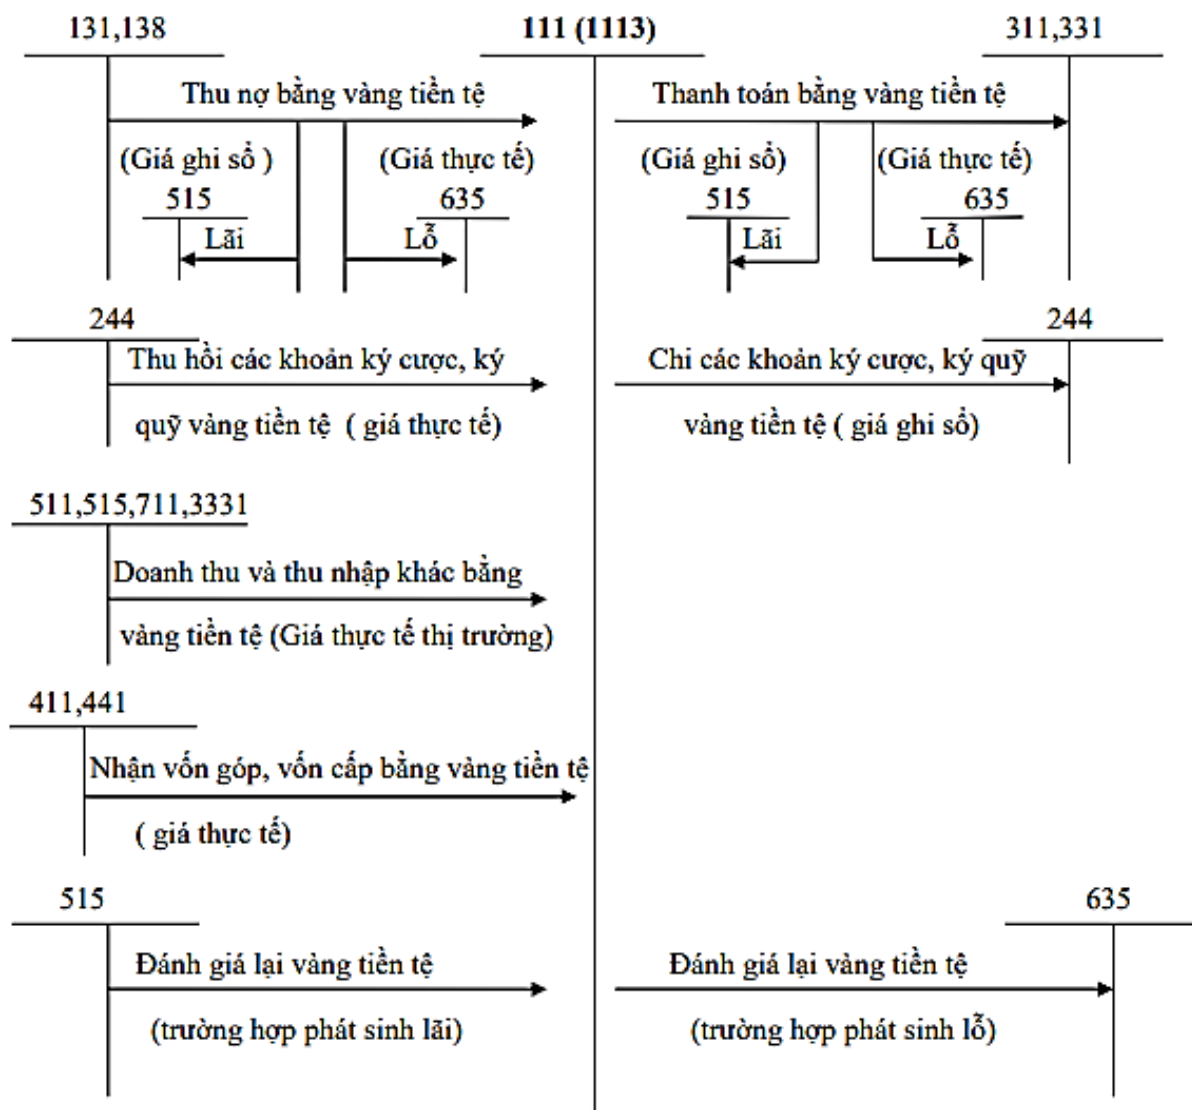 131,138
111 (1113)
311,331
Thu nợ bằng vàng tiền tệ
Thanh toán bằng vàng tiền tệ
(Giá ghi sổ )
(Giá thực tế)
(Giá ghi sổ)
(Giá thực tế)
515
635
515
635
Lãi
Lỗ
Lãi
Lỗ
244
244
Thu hồi các khoản ký cược, ký
Chi các khoản ký cược, ký quỹ
quỹ vàng tiền tệ ( giá thực tế)
vàng tiền tệ ( giá ghi sổ)
511,515,711,3331
Doanh thu và thu nhập khác bằng
vàng tiền tệ (Giá thực tế thị trường)
411,441
Nhận vốn góp, vốn cấp bằng vàng tiền tệ
( giá thực tế)
515
635
Đánh giá lại vàng tiền tệ
Đánh giá lại vàng tiền tệ
(trường hợp phát sinh lãi)
(trường hợp phát sinh lỗ)